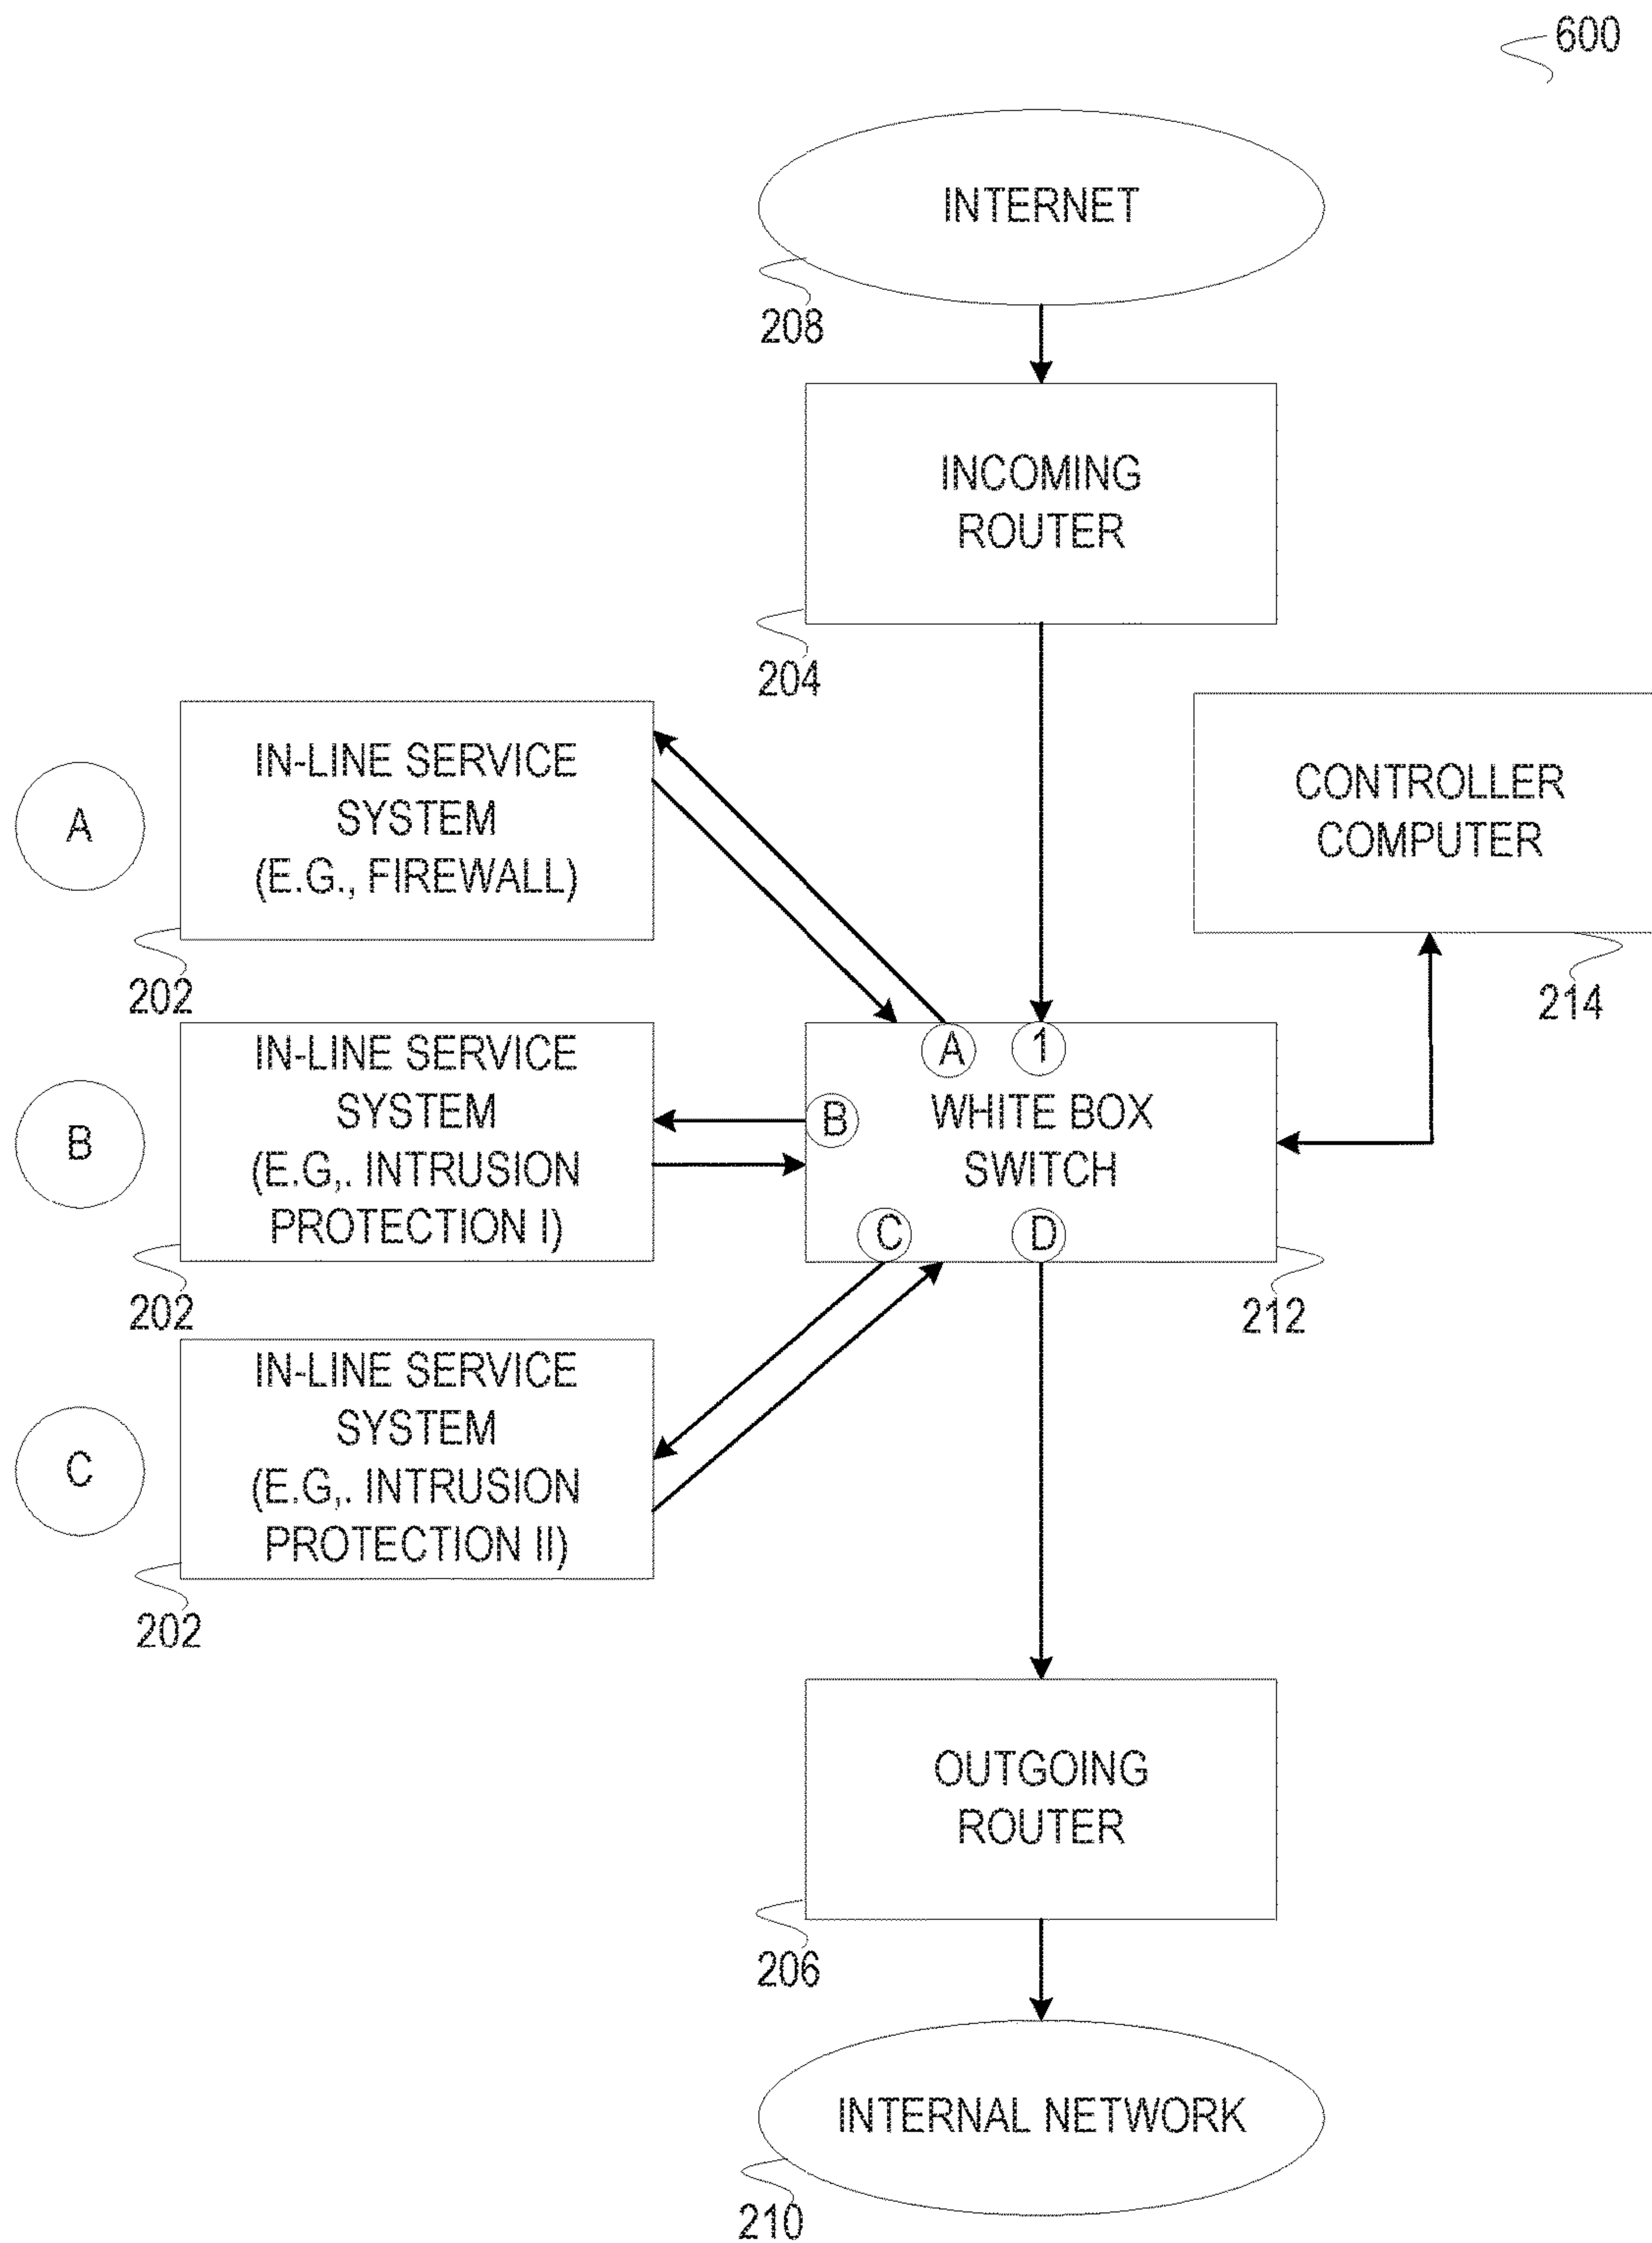 600
INTERNET
208
INCOMING
ROUTER
204
IN-LINE SERVICE
SYSTEM
(E.G., FIREWALL)
A
202
CONTROLLER
COMPUTER
214
IN-LINE SERVICE
SYSTEM
(E.G,. INTRUSION
PROTECTION I)
B
202
A
1
B
WHITE BOX
SWITCH
C
D
212
IN-LINE SERVICE
SYSTEM
(E.G,. INTRUSION
PROTECTION II)
C
202
OUTGOING
ROUTER
206
INTERNAL NETWORK
210